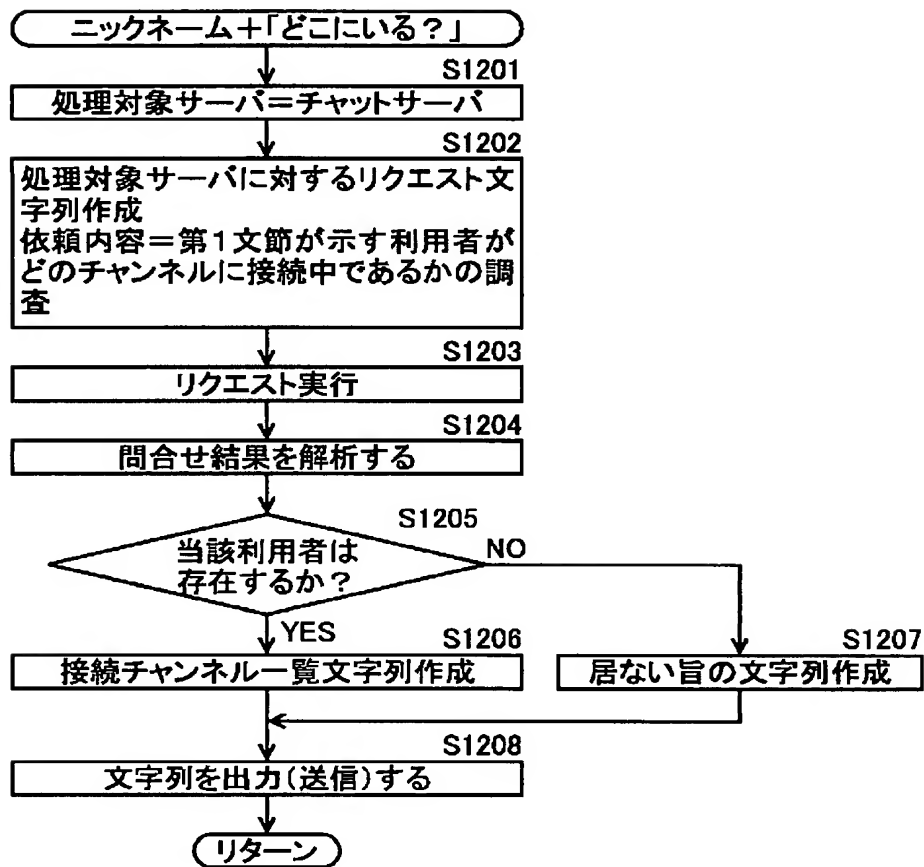 ニックネーム+「どこにいる?」
S1201
処理対象サーバ=チャットサーバ
S1202
処理対象サーバに対するリクエスト文
字列作成
依頼内容=第1文節が示す利用者が
どのチャンネルに接続中であるかの調
査
S1203
リクエスト実行
S1204
問合せ結果を解析する
S1205
当該利用者は
存在するか?
NO
YES
S1206
接続チャンネル一覧文字列作成
S1207
居ない旨の文字列作成
S1208
文字列を出力(送信)する
リターン